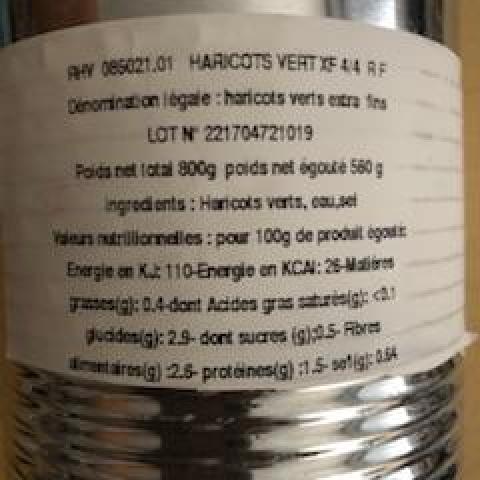 RHV 085021.01 HARICOTS VERT XF 4/4 R F
Dénomination légale : haricots verts extra fins
LOT N° 221704721019
Poids net total 800g poids net égoutté 560 g
ingredients : Haricots verts, eau,sel
Valeurs nutritionnelles : pour 100g de produit égoutté
Energie en KJ: 110-Energie en KCAl: 26-Matières
grasses(g): 0.4-dont Acides gras saturés(g): <0.1
glucides(g): 2.9- dont sucres (g):0.5- Fibres
alimentaires(g) :2.6- protéines(g) :1.5- sel(g): 0.64